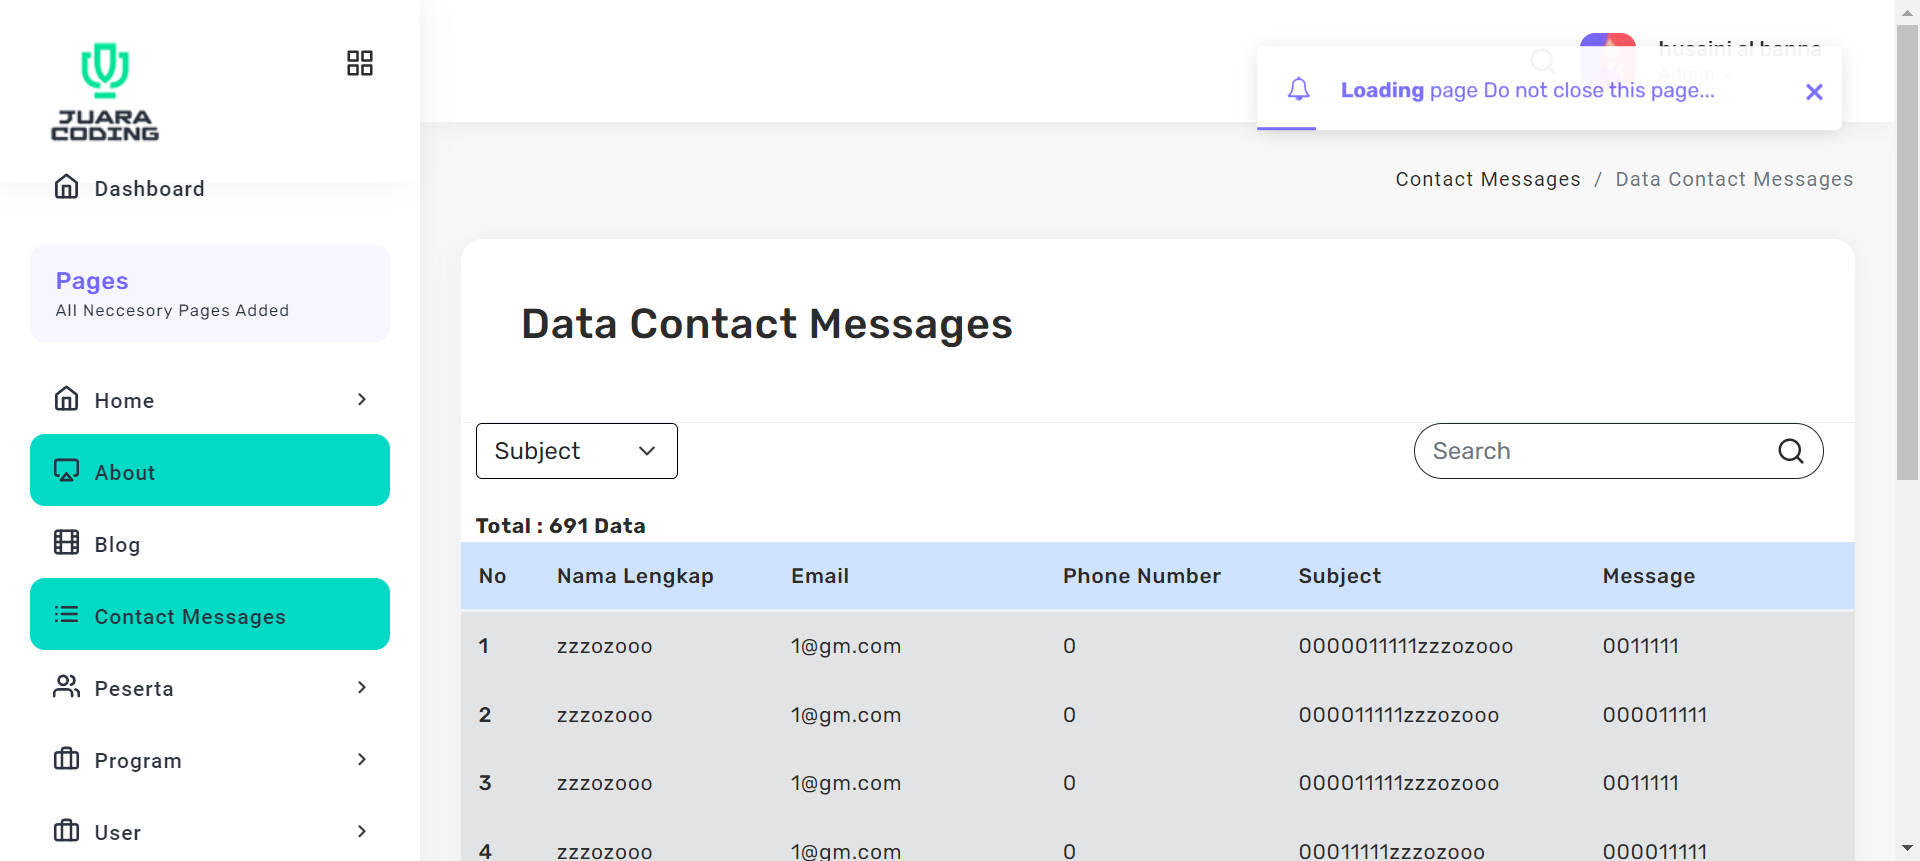 JUARA
CODING
Dashboard
Pages
All Neccesory Pages Added
Home
About
Blog
Contact Messages
Peserta
Program
User
husaini al banna
Admin
Loading page Do not close this page...
Contact Messages / Data Contact Messages
Data Contact Messages
Subject
Search
Total : 691 Data
No Nama Lengkap Email Phone Number Subject Message
1 zzzozooo 1@gm.com 0 0000011111zzzozooo 0011111
2 zzzozooo 1@gm.com 0 000011111zzzozooo 000011111
3 zzzozooo 1@gm.com 0 000011111zzzozooo 0011111
4 zzzozooo 1@gm.com 0 00011111zzzozooo 000011111